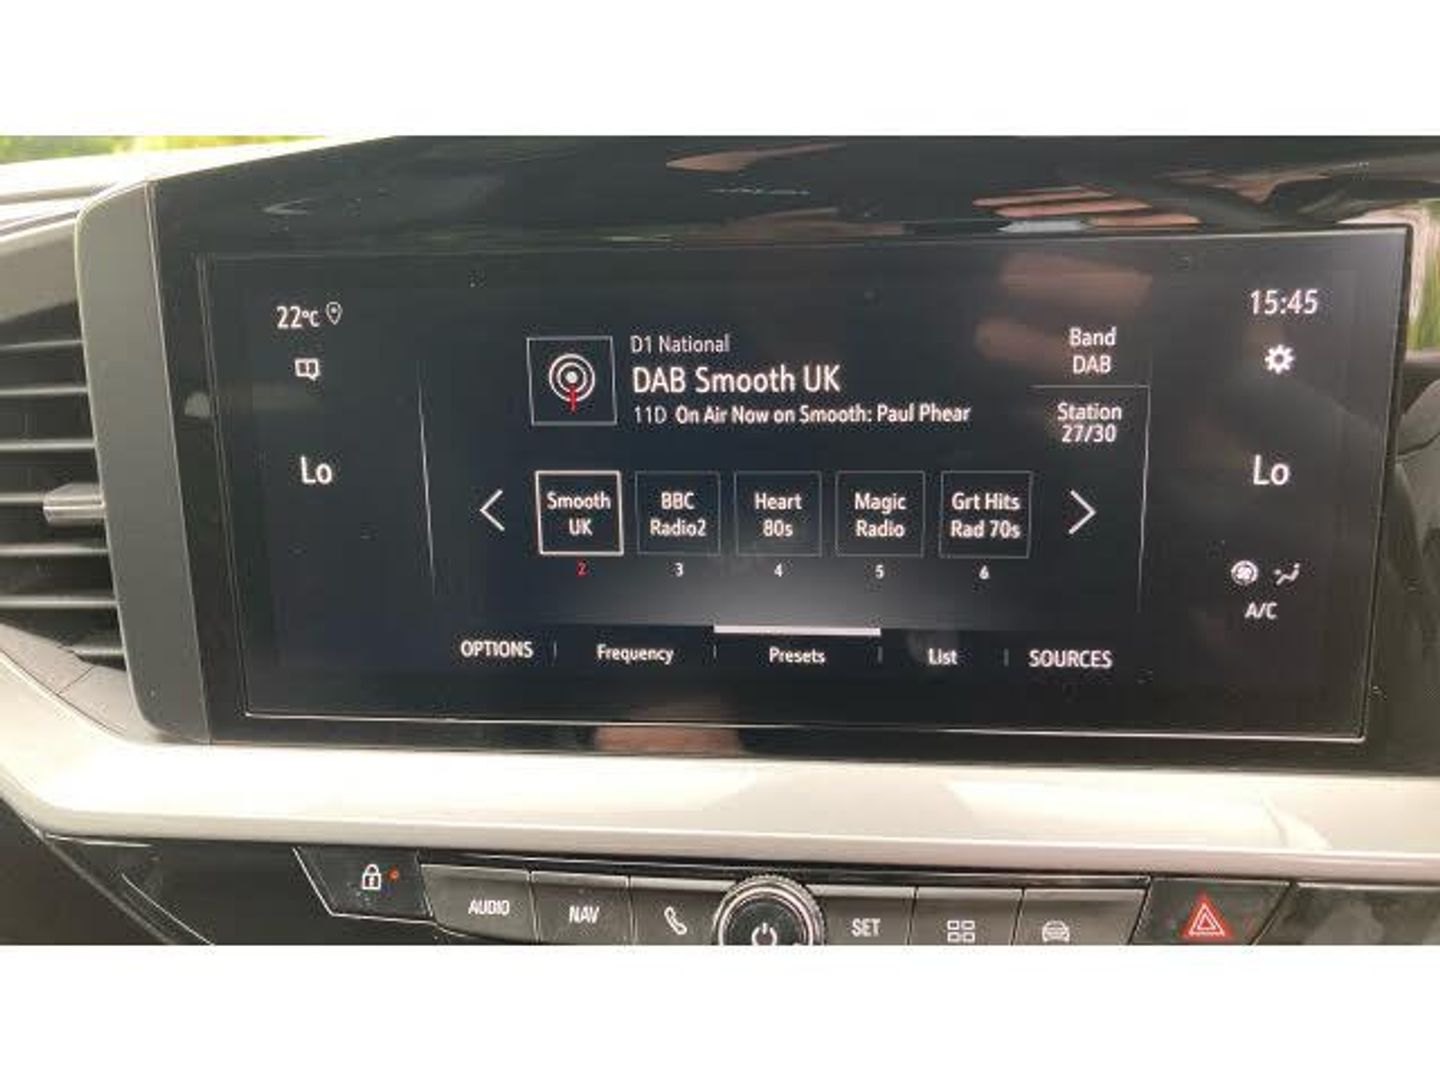 22°C
15:45
D1 National
DAB Smooth UK
11D On Air Now on Smooth: Paul Phear
Band
DAB
Station
27/30
Lo
Lo
Smooth
UK
BBC
Radio2
Heart
80s
Magic
Radio
Grt Hits
Rad 70s
2
3
4
5
6
A/C
OPTIONS
Frequency
Presets
List
SOURCES
AUDIO
NAV
SET